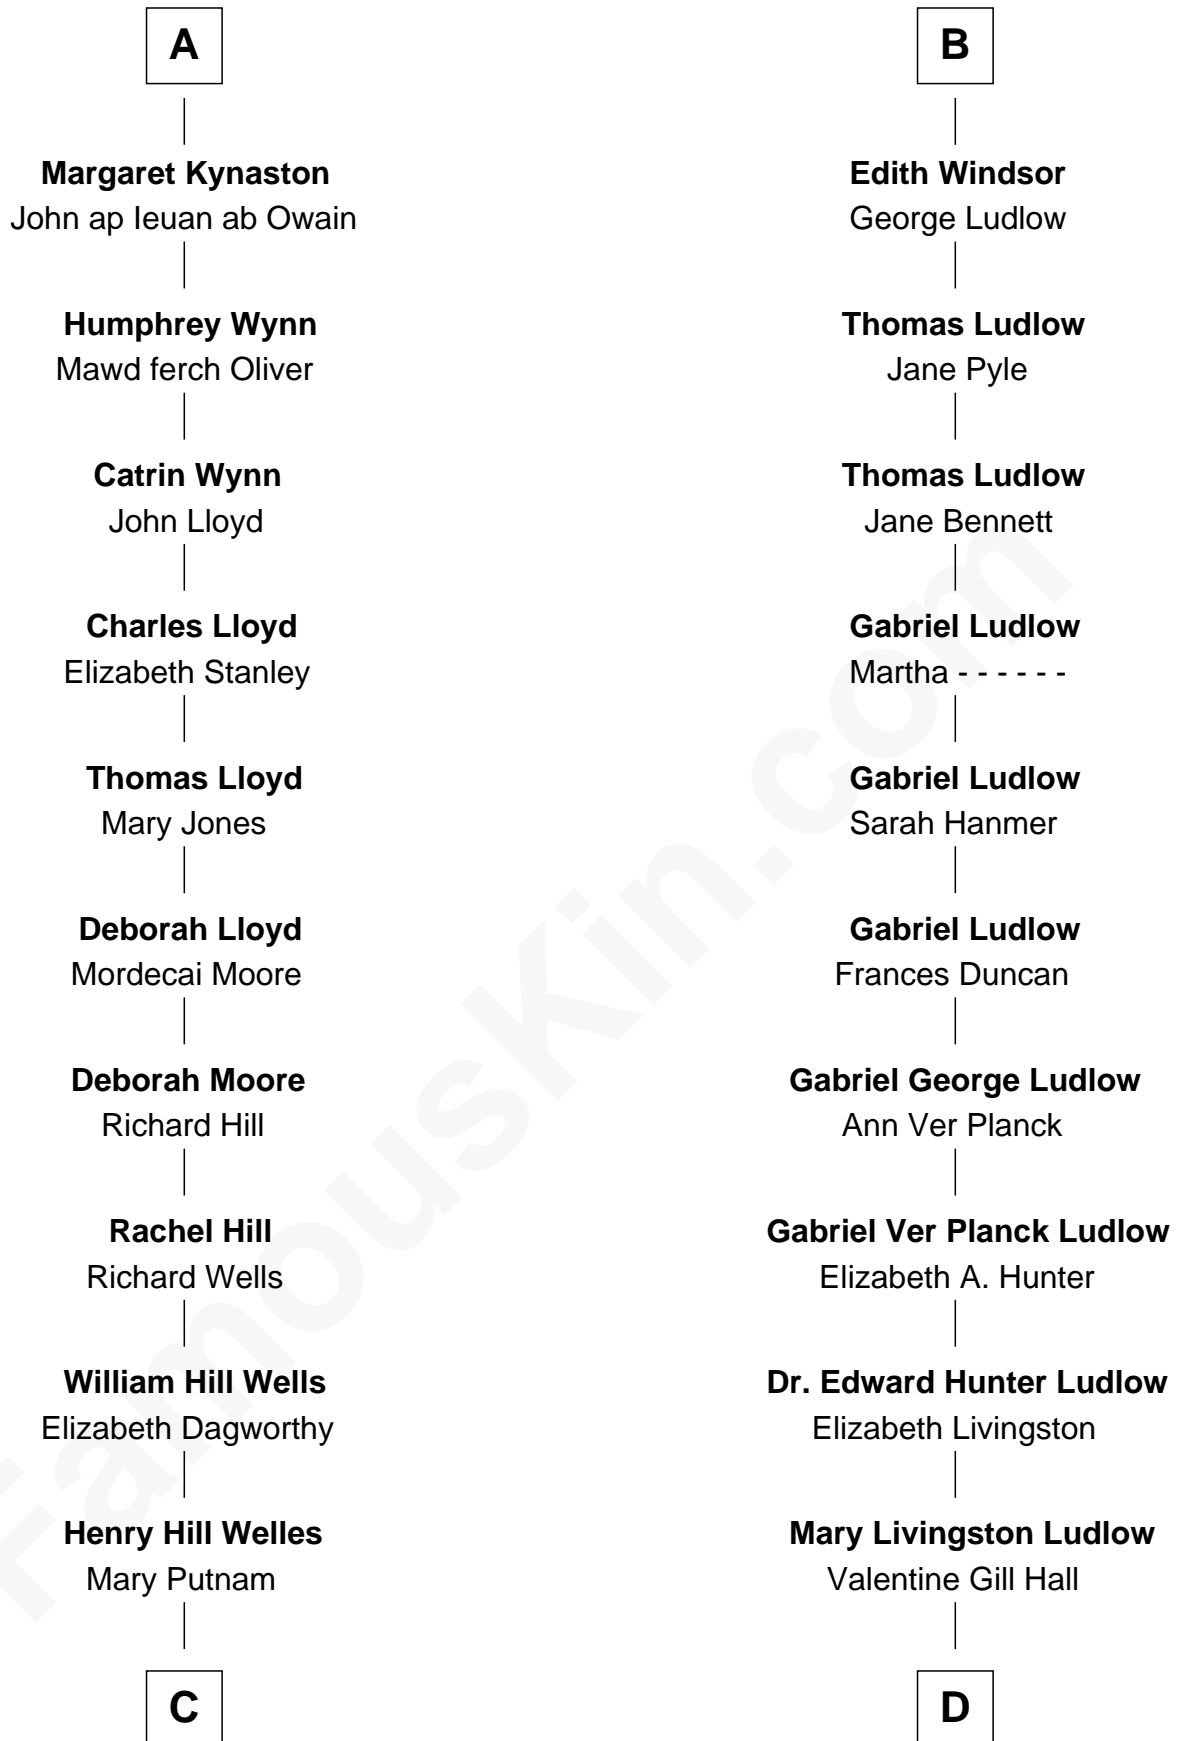 A
Margaret Kynaston
John ap Ieuan ab Owain
Humphrey Wynn
Mawd ferch Oliver
Catrin Wynn
John Lloyd
Charles Lloyd
Elizabeth Stanley
Thomas Lloyd
Mary Jones
Deborah Lloyd
Mordecai Moore
Deborah Moore
Richard Hill
Rachel Hill
Richard Wells
William Hill Wells
Elizabeth Dagworthy
Henry Hill Welles
Mary Putnam
C
B
Edith Windsor
George Ludlow
Thomas Ludlow
Jane Pyle
Thomas Ludlow
Jane Bennett
Gabriel Ludlow
Martha - - - - - -
Gabriel Ludlow
Sarah Hanmer
Gabriel Ludlow
Frances Duncan
Gabriel George Ludlow
Ann Ver Planck
Gabriel Ver Planck Ludlow
Elizabeth A. Hunter
Dr. Edward Hunter Ludlow
Elizabeth Livingston
Mary Livingston Ludlow
Valentine Gill Hall
D
FamousKin.com